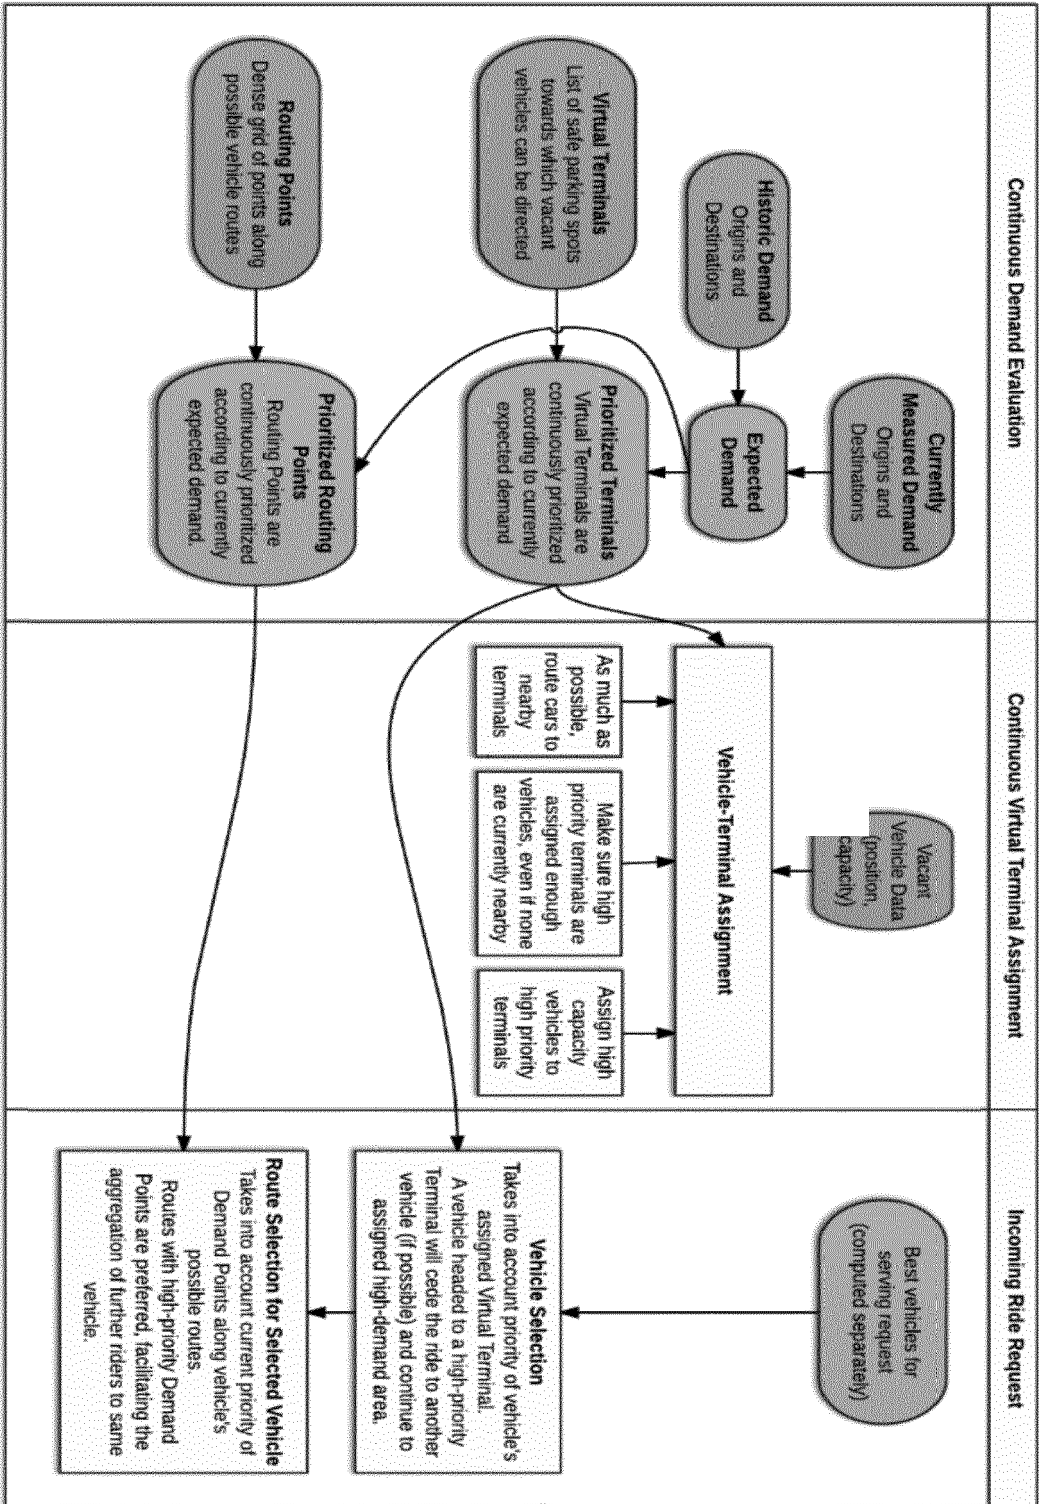 Continuous Demand Evaluation
Currently
Measured Demand
Origins and
Destinations
Historic Demand
Origins and
Destinations
Expected
Demand
Virtual Terminals
List of safe parking spots
towards which vacant
vehicles can be directed
Prioritized Terminals
Virtual Terminals are
continuously prioritized
according to currently
expected demand
Routing Points
Dense grid of points along
possible vehicle routes
Prioritized Routing
Points
Routing Points are
continuously prioritized
according to currently
expected demand.
Continuous Virtual Terminal Assignment
Vacant
Vehicle Data
(position,
capacity)
Vehicle-Terminal Assignment
As much as
possible,
route cars to
nearby
terminals
Make sure high
priority terminals are
assigned enough
vehicles, even if none
are currently nearby
Assign high
capacity
vehicles to
high priority
terminals
Incoming Ride Request
Best vehicles for
serving request
(computed separately)
Vehicle Selection
Takes into account priority of vehicle's
assigned Virtual Terminal.
A vehicle headed to a high-priority
Terminal will cede the ride to another
vehicle (if possible) and continue to
assigned high-demand area.
Route Selection for Selected Vehicle
Takes into account current priority of
Demand Points along vehicle's
possible routes.
Routes with high-priority Demand
Points are preferred, facilitating the
aggregation of further riders to same
vehicle.